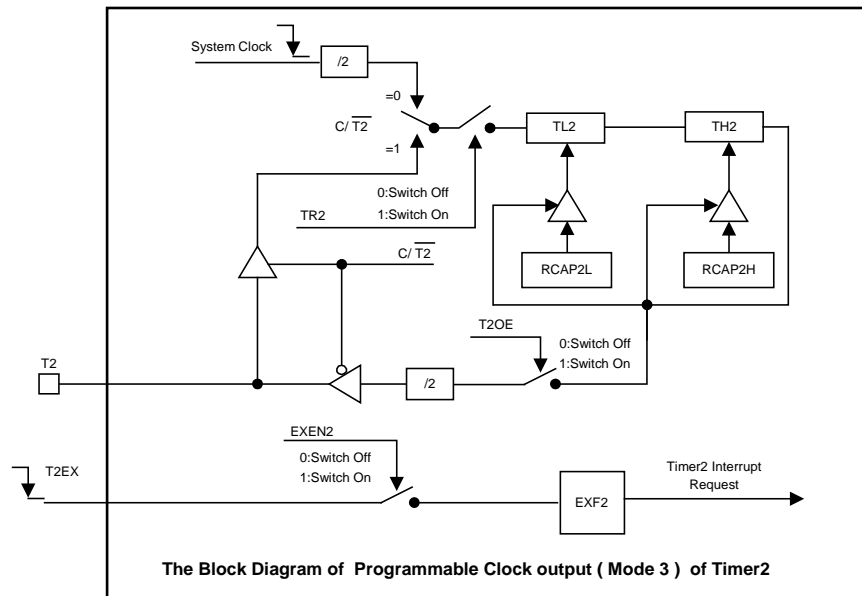 System Clock
/2
=0
C/T2
=1
TL2
TH2
0:Switch Off
TR2
1:Switch On
C/T2
RCAP2L
RCAP2H
T2OE
0:Switch Off
1:Switch On
T2
/2
EXEN2
0:Switch Off
1:Switch On
T2EX
EXF2
Timer2 Interrupt
Request
The Block Diagram of Programmable Clock output ( Mode 3 ) of Timer2